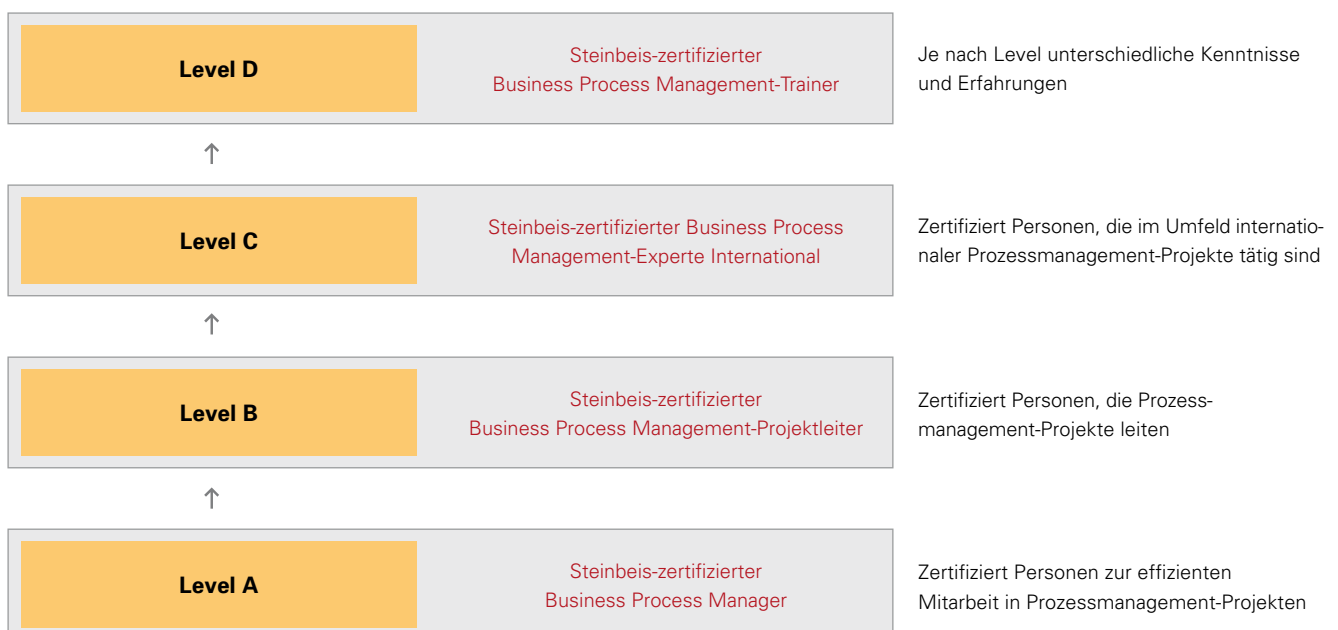 Level D
Steinbeis-zertifizierter
Business Process Management-Trainer
Je nach Level unterschiedliche Kenntnisse
und Erfahrungen
↑
Level C
Steinbeis-zertifizierter Business Process
Management-Experte International
Zertifiziert Personen, die im Umfeld internatio-
naler Prozessmanagement-Projekte tätig sind
↑
Level B
Steinbeis-zertifizierter
Business Process Management-Projektleiter
Zertifiziert Personen, die Prozess-
management-Projekte leiten
↑
Level A
Steinbeis-zertifizierter
Business Process Manager
Zertifiziert Personen zur effizienten
Mitarbeit in Prozessmanagement-Projekten